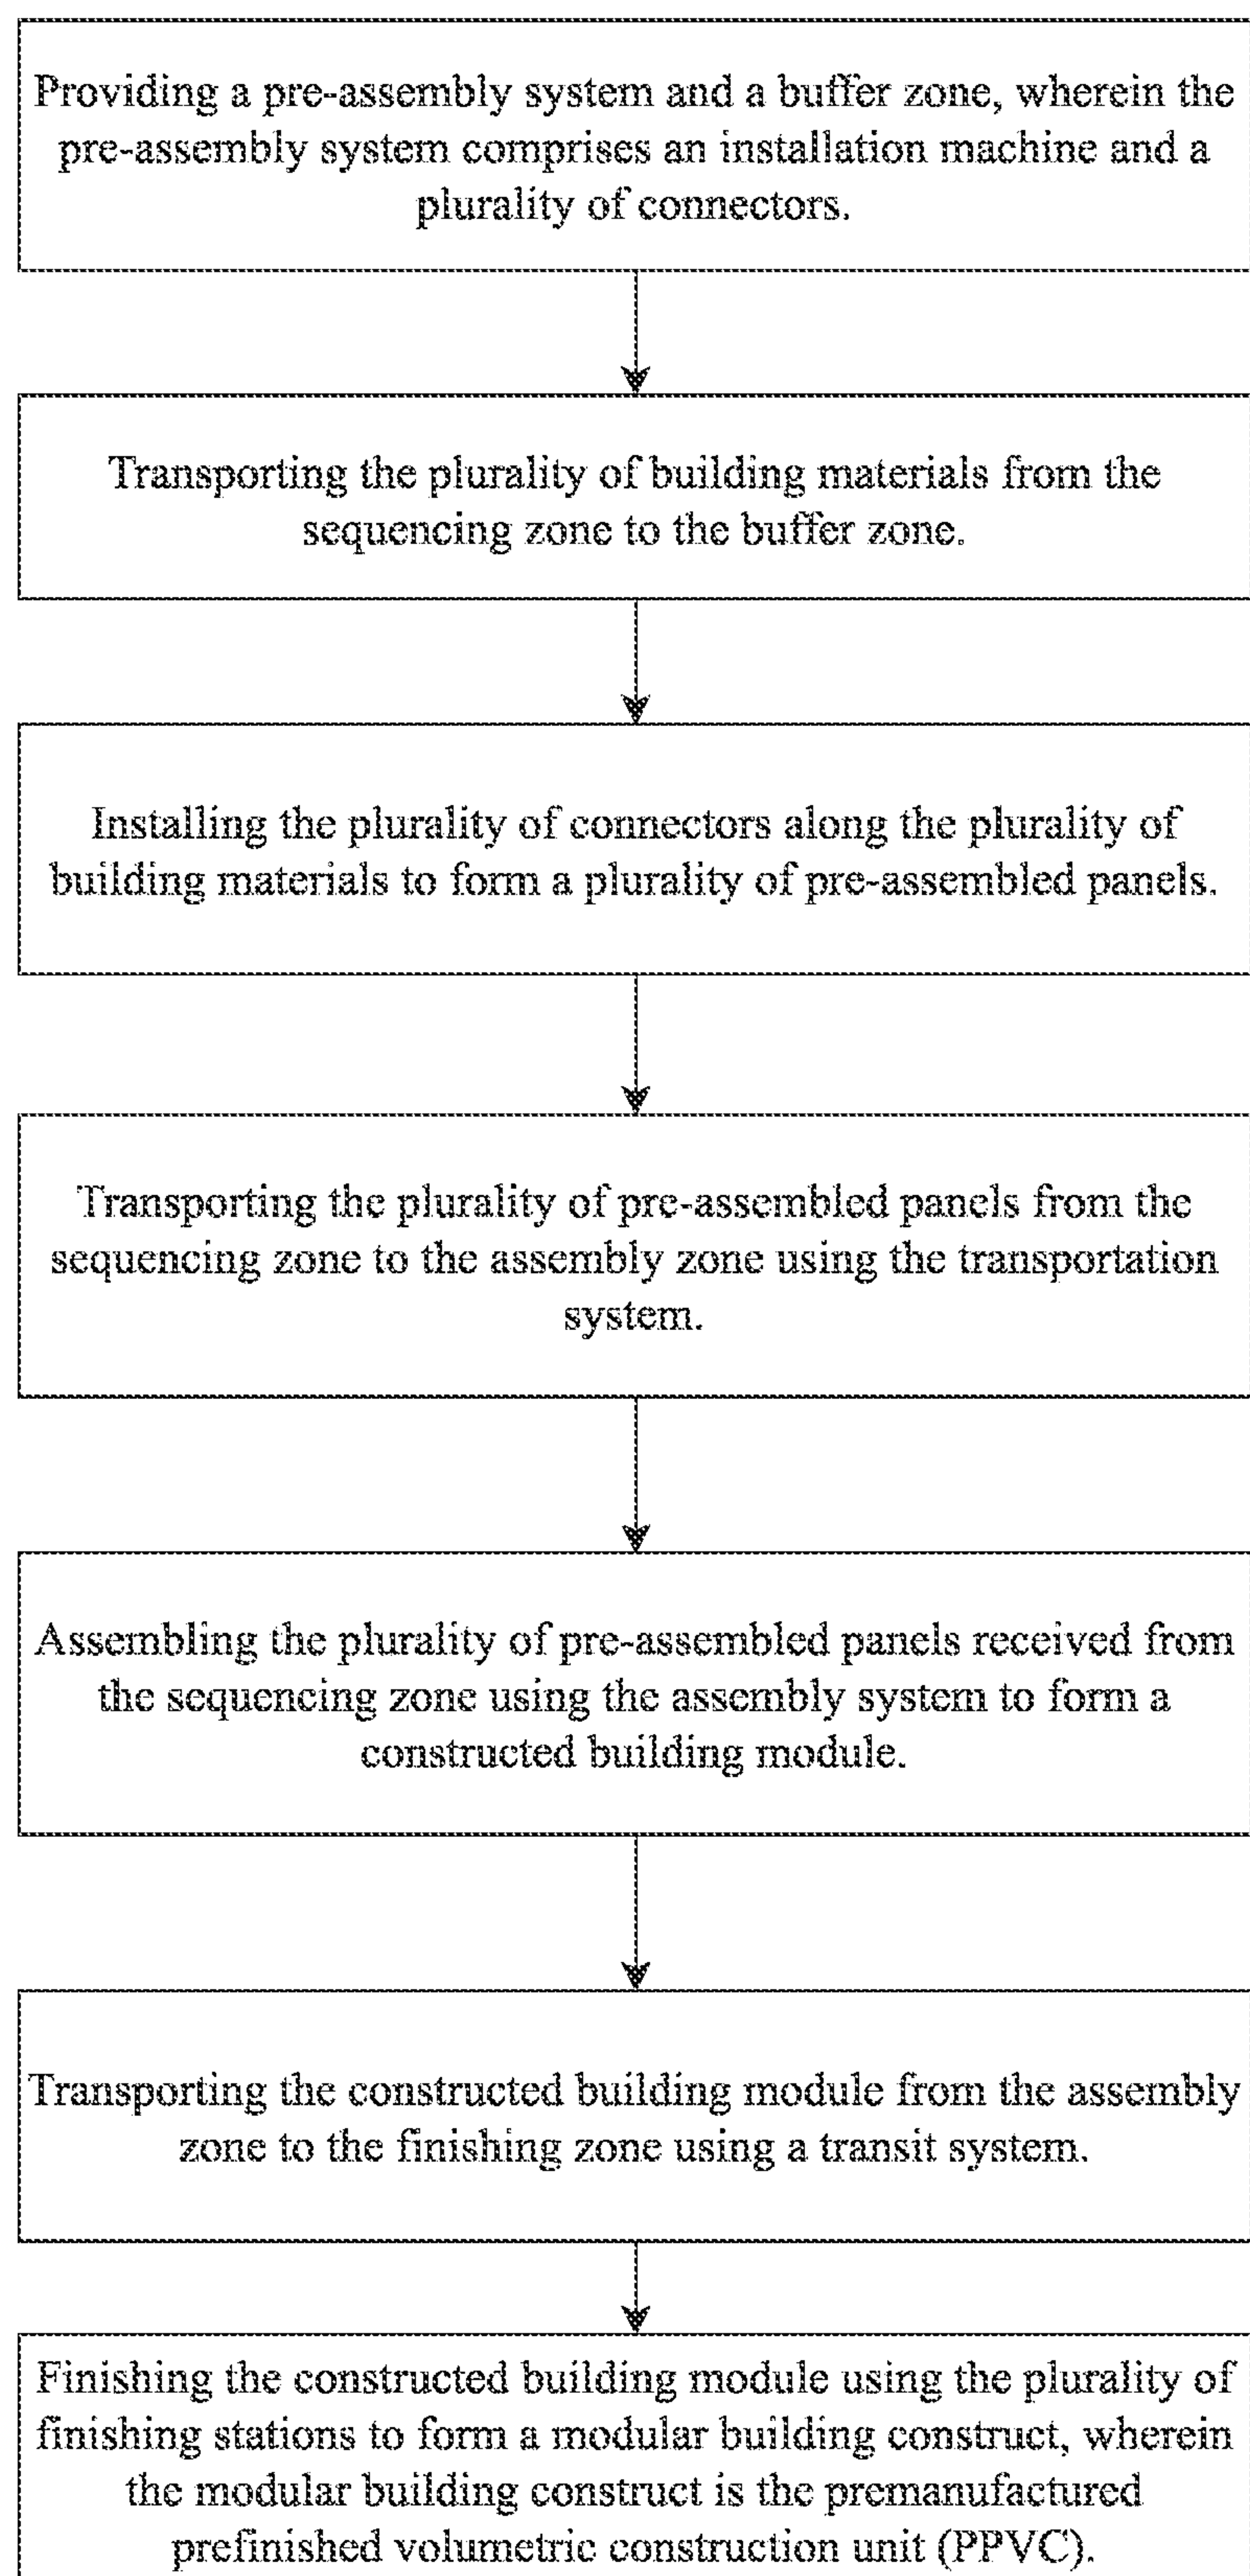 Providing a pre-assembly system and a buffer zone, wherein the
pre-assembly system comprises an installation machine and a
plurality of connectors.
Transporting the plurality of building materials from the
sequencing zone to the buffer zone.
Installing the plurality of connectors along the plurality of
building materials to form a plurality of pre-assembled panels.
Transporting the plurality of pre-assembled panels from the
sequencing zone to the assembly zone using the transportation
system.
Assembling the plurality of pre-assembled panels received from
the sequencing zone using the assembly system to form a
constructed building module.
Transporting the constructed building module from the assembly
zone to the finishing zone using a transit system.
Finishing the constructed building module using the plurality of
finishing stations to form a modular building construct, wherein
the modular building construct is the premanufactured
prefinished volumetric construction unit (PPVC).